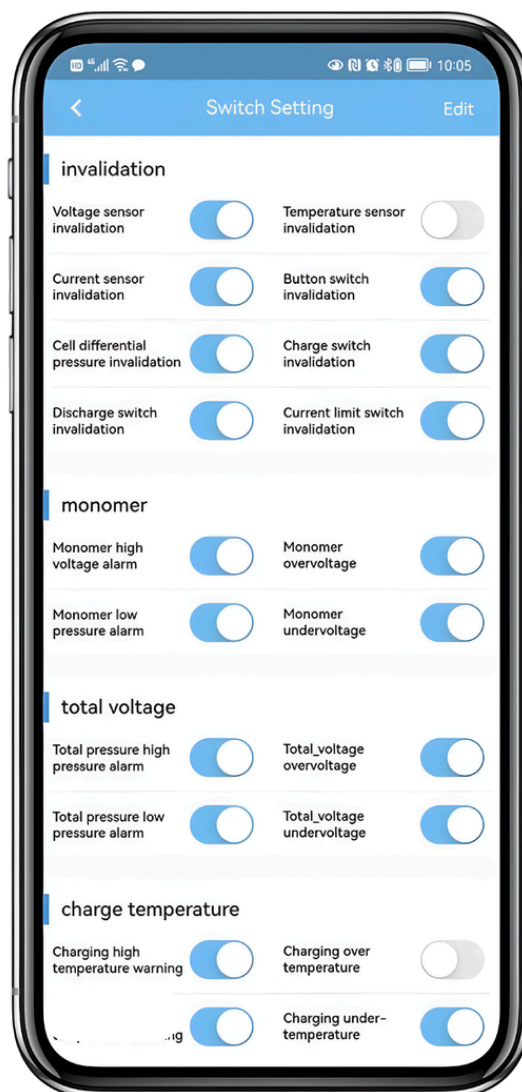 HD 4G 10:05
Switch Setting Edit
invalidation
Voltage sensor
invalidation
Temperature sensor
invalidation
Current sensor
invalidation
Button switch
invalidation
Cell differential
pressure invalidation
Charge switch
invalidation
Discharge switch
invalidation
Current limit switch
invalidation
monomer
Monomer high
voltage alarm
Monomer
overvoltage
Monomer low
pressure alarm
Monomer
undervoltage
total voltage
Total pressure high
pressure alarm
Total_voltage
overvoltage
Total pressure low
pressure alarm
Total_voltage
undervoltage
charge temperature
Charging high
temperature warning
Charging over
temperature
Charging under-
temperature